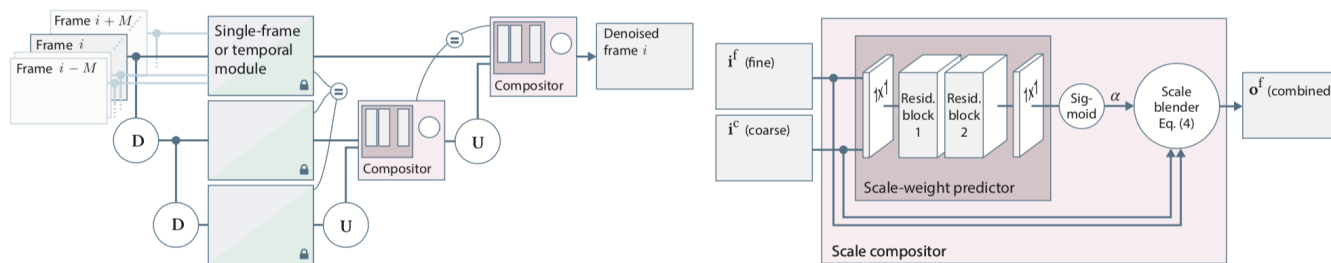 Frame i + M
Frame i
Frame i − M
Single-frame
or temporal
module
=
=
D
D
U
U
Compositor
Compositor
Denoised
frame i
i^f (fine)
i^c (coarse)
1x1
Resid.
block
1
Resid.
block
2
1x1
Scale-weight predictor
Sig-
moid
α
Scale
blender
Eq. (4)
o^f (combined
Scale compositor